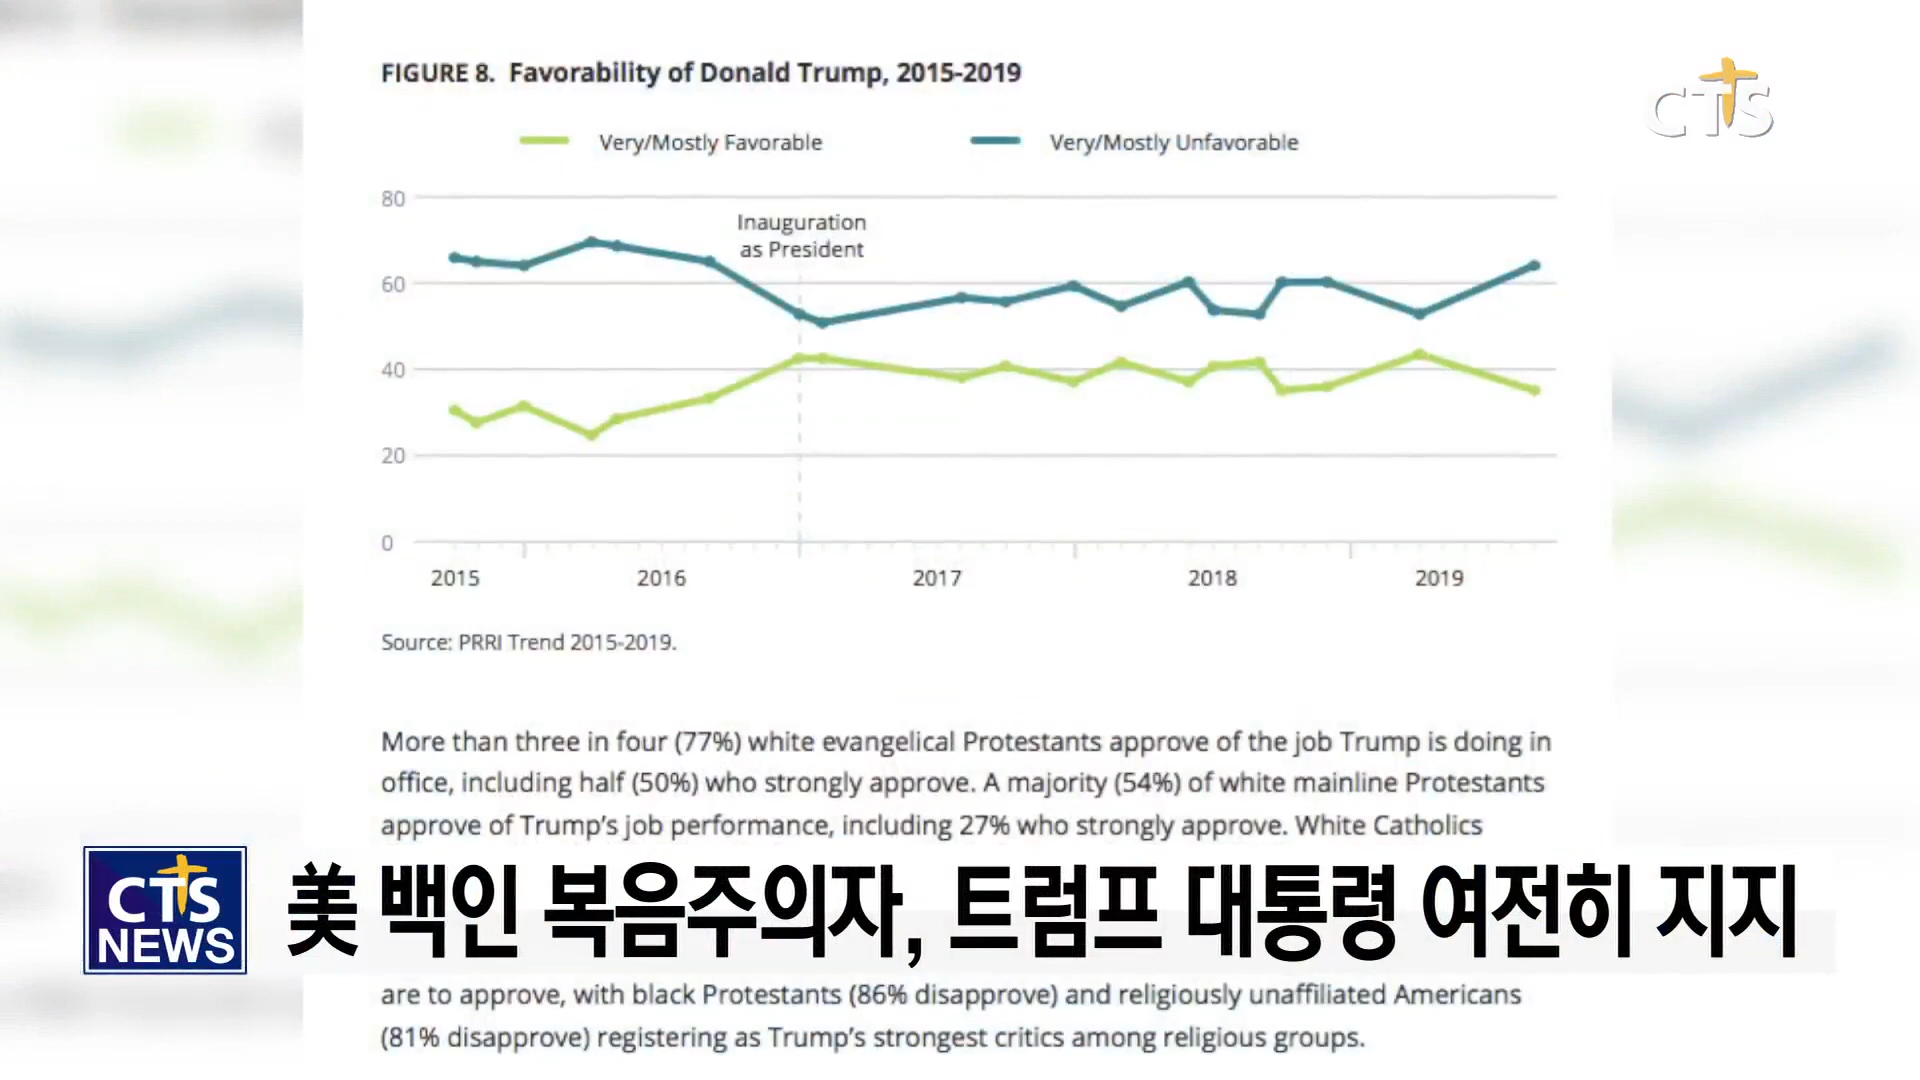 FIGURE 8. Favorability of Donald Trump, 2015-2019
CTS
Very/Mostly Favorable
Very/Mostly Unfavorable
80
Inauguration
as President
60
40
20
0
2015
2016
2017
2018
2019
Source: PRRI Trend 2015-2019.
More than three in four (77%) white evangelical Protestants approve of the job Trump is doing in
office, including half (50%) who strongly approve. A majority (54%) of white mainline Protestants
approve of Trump’s job performance, including 27% who strongly approve. White Catholics
CTS
NEWS
美 백인 복음주의자, 트럼프 대통령 여전히 지지
are to approve, with black Protestants (86% disapprove) and religiously unaffiliated Americans
(81% disapprove) registering as Trump’s strongest critics among religious groups.